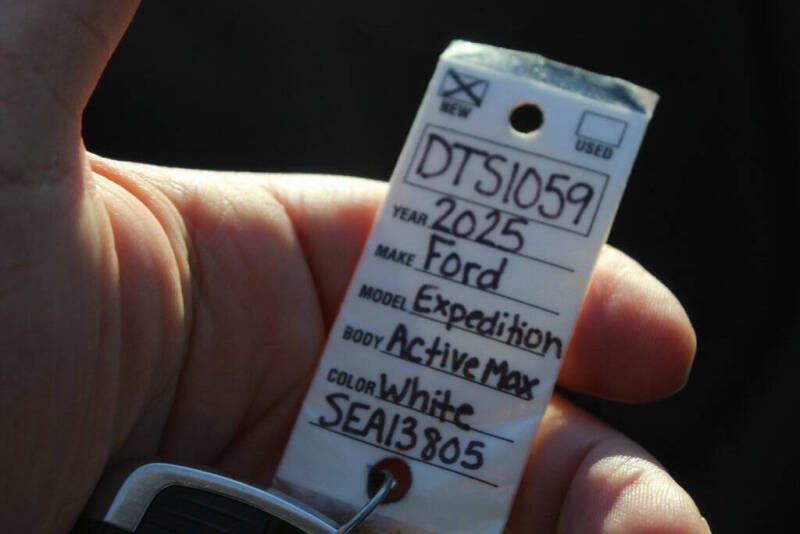 NEW
USED
DTS1059
YEAR 2025
MAKE Ford
MODEL Expedition
BODY Active Max
COLOR White
SEA13805